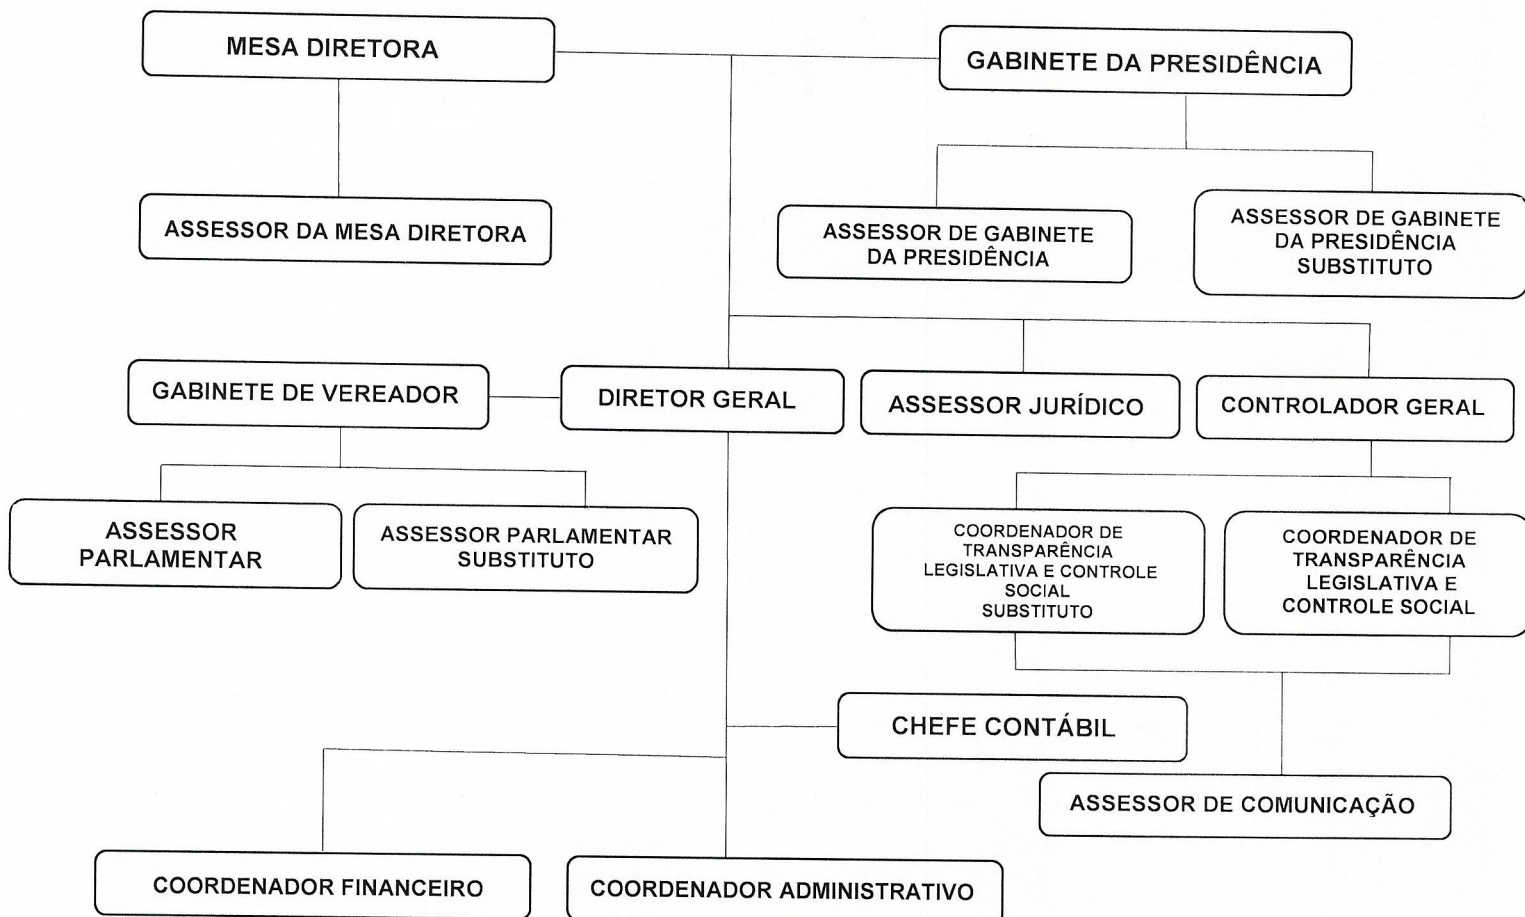 MESA DIRETORA
GABINETE DA PRESIDÊNCIA
ASSESSOR DA MESA DIRETORA
ASSESSOR DE GABINETE
DA PRESIDÊNCIA
ASSESSOR DE GABINETE
DA PRESIDÊNCIA
SUBSTITUTO
GABINETE DE VEREADOR
DIRETOR GERAL
ASSESSOR JURÍDICO
CONTROLADOR GERAL
ASSESSOR
PARLAMENTAR
ASSESSOR PARLAMENTAR
SUBSTITUTO
COORDENADOR DE
TRANSPARÊNCIA
LEGISLATIVA E CONTROLE
SOCIAL
SUBSTITUTO
COORDENADOR DE
TRANSPARÊNCIA
LEGISLATIVA E
CONTROLE SOCIAL
CHEFE CONTÁBIL
ASSESSOR DE COMUNICAÇÃO
COORDENADOR FINANCEIRO
COORDENADOR ADMINISTRATIVO